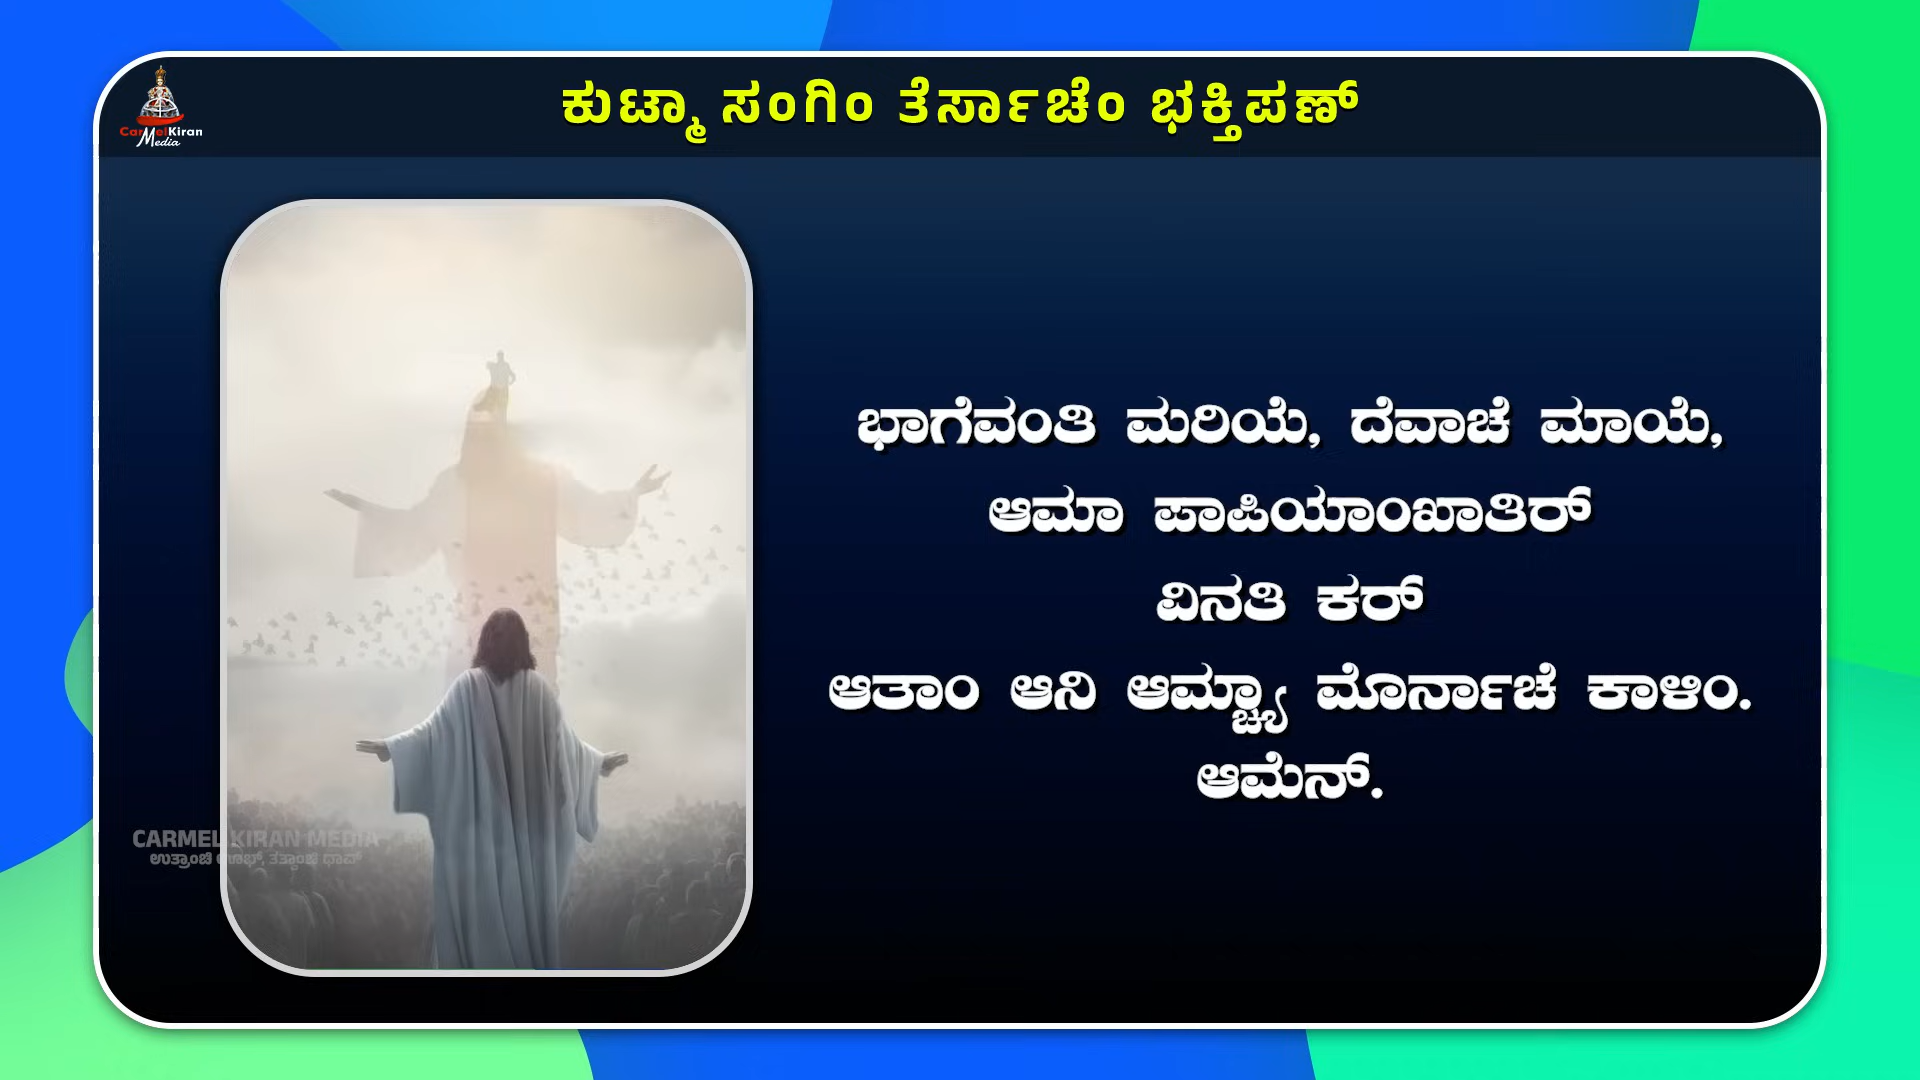 CarmelKiran
Media
ಕುಟ್ಮಾ ಸಂಗಿಂ ತೆರ್ಸಾಚೆಂ ಭಕ್ತಿಪಣ್
ಭಾಗೆವಂತಿ ಮರಿಯೆ, ದೆವಾಚೆ ಮಾಯೆ,
ಆಮಾ ಪಾಪಿಯಾಂಖಾತಿರ್
ವಿನತಿ ಕರ್
ಆತಾಂ ಆನಿ ಆಮ್ಚ್ಯಾ ಮೊರ್ನಾಚೆ ಕಾಳಿಂ.
ಆಮೆನ್.
CARMEL KIRAN MEDIA